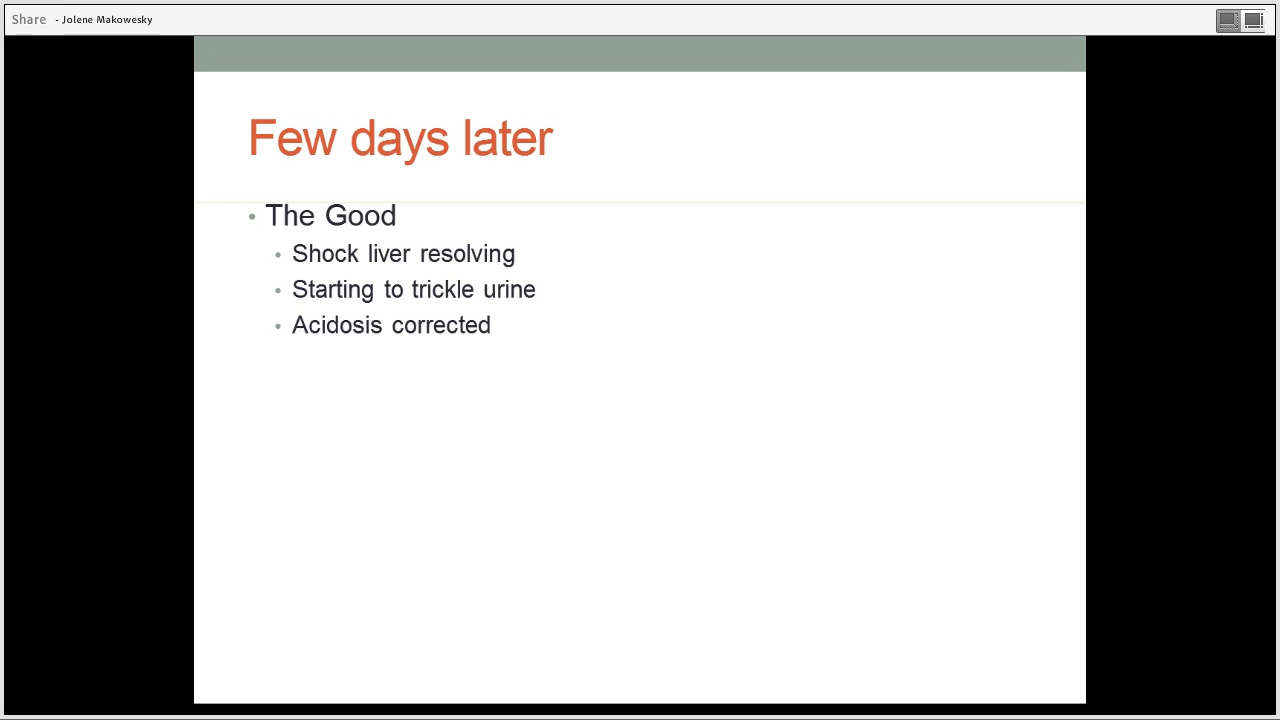 Share - Jolene Makowesky
Few days later
• The Good
• Shock liver resolving
• Starting to trickle urine
• Acidosis corrected